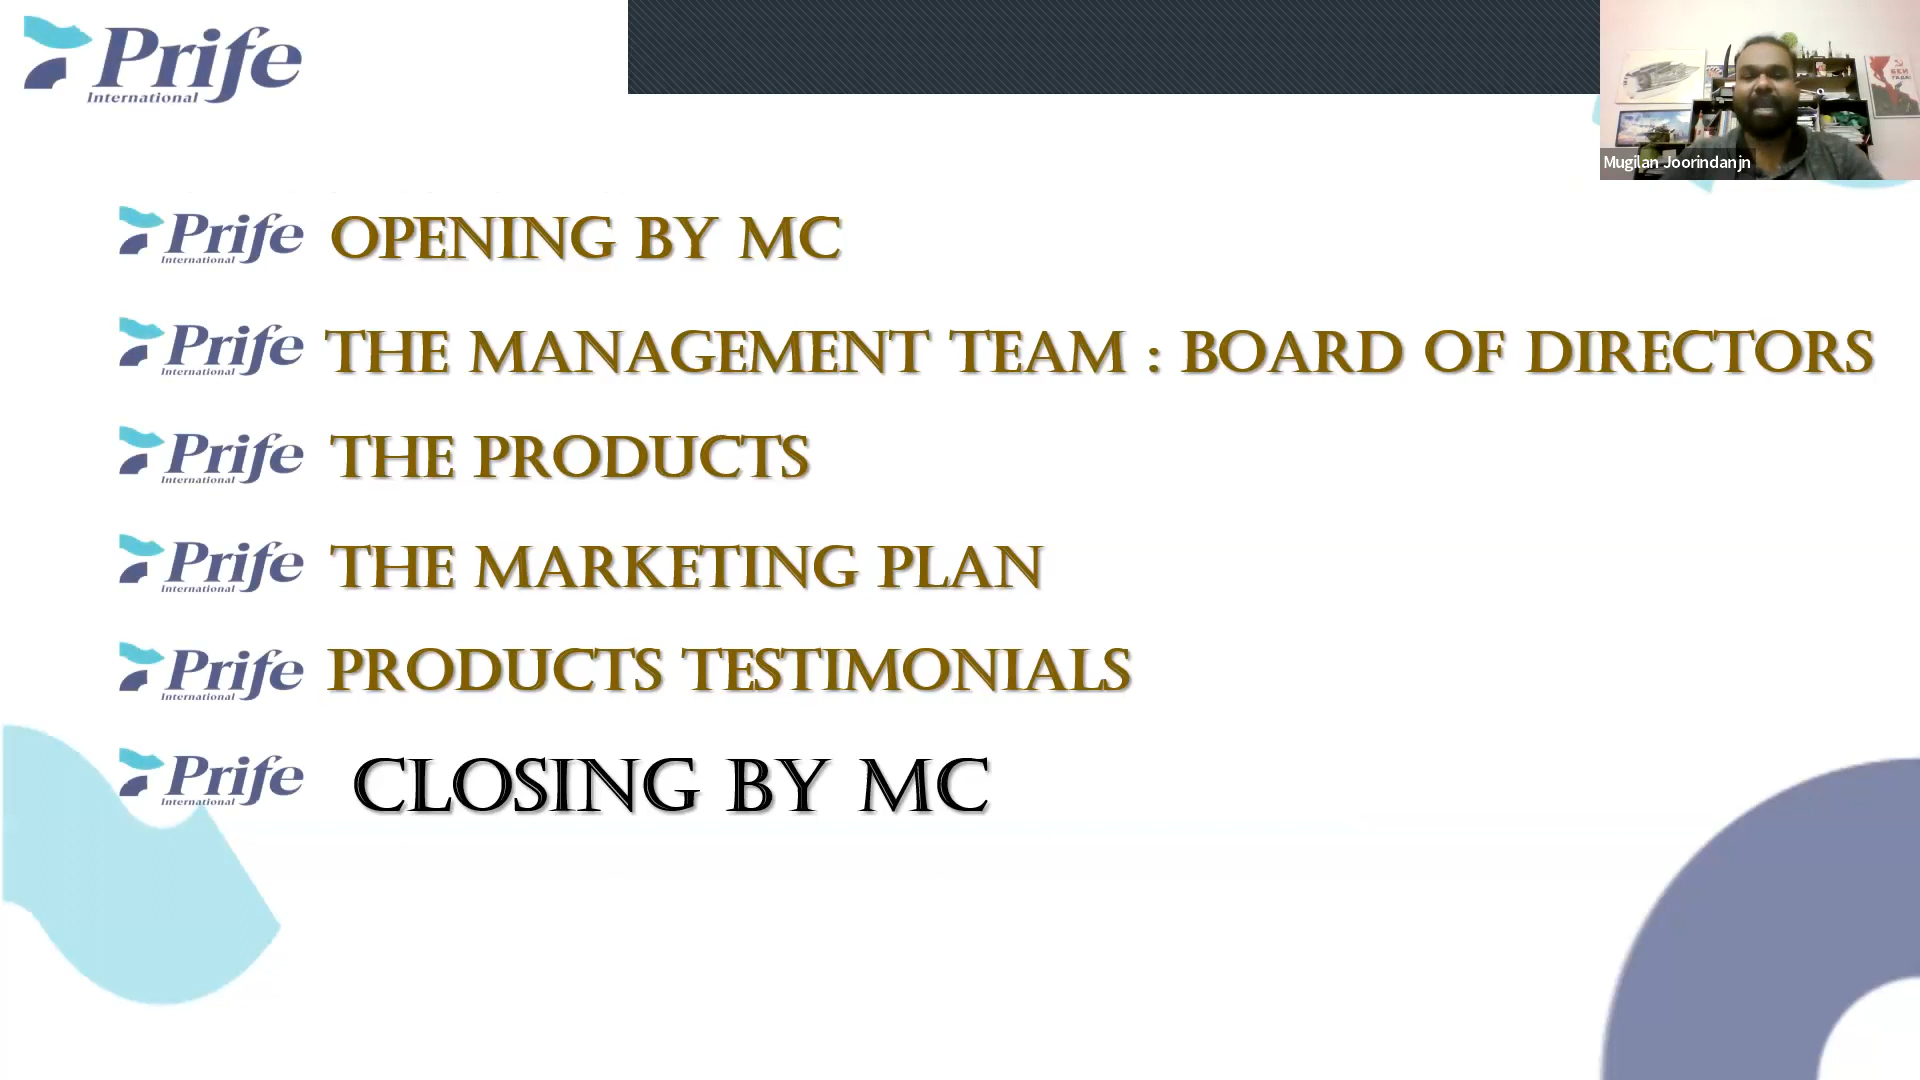 Prife
International
Mugilan Joorindanjn
Prife
International
OPENING BY MC
Prife
International
THE MANAGEMENT TEAM : BOARD OF DIRECTORS
Prife
International
THE PRODUCTS
Prife
International
THE MARKETING PLAN
Prife
International
PRODUCTS TESTIMONIALS
Prife
International
CLOSING BY MC